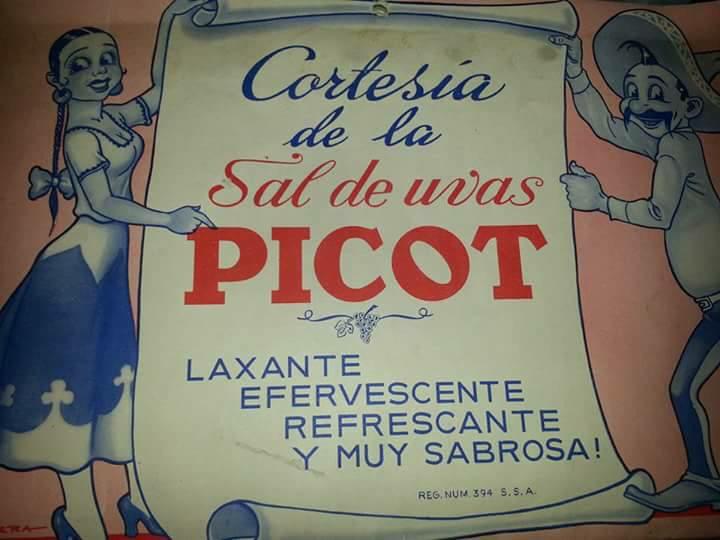 Cortesía
de la
Sal de uvas
PICOT
LAXANTE
EFERVESCENTE
REFRESCANTE
Y MUY SABROSA!
REG. NUM. 394 S. S. A.